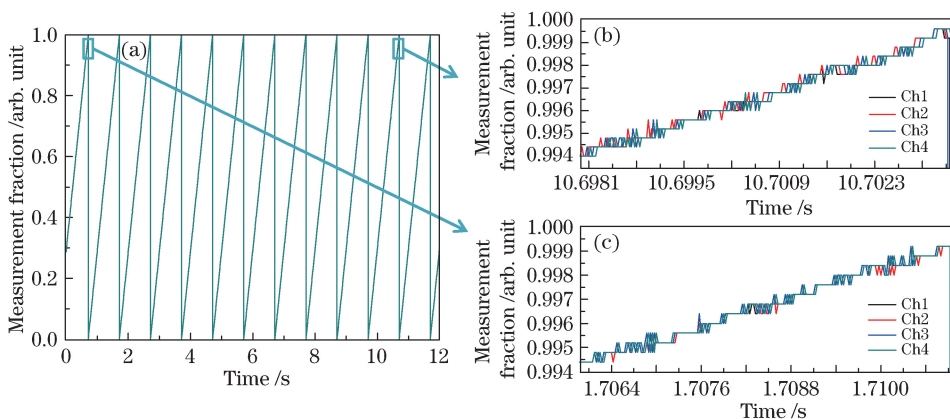 Measurement fraction /arb. unit
1.0
0.8
0.6
0.4
0.2
0.0
(a)
0 2 4 6 8 10 12
Time /s
Measurement
fraction /arb. unit
1.000
0.999
0.998
0.997
0.996
0.995
0.994
(b)
Ch1
Ch2
Ch3
Ch4
10.6981 10.6995 10.7009 10.7023
Time /s
Measurement
fraction /arb. unit
1.000
0.999
0.998
0.997
0.996
0.995
0.994
(c)
Ch1
Ch2
Ch3
Ch4
1.7064 1.7076 1.7088 1.7100
Time /s